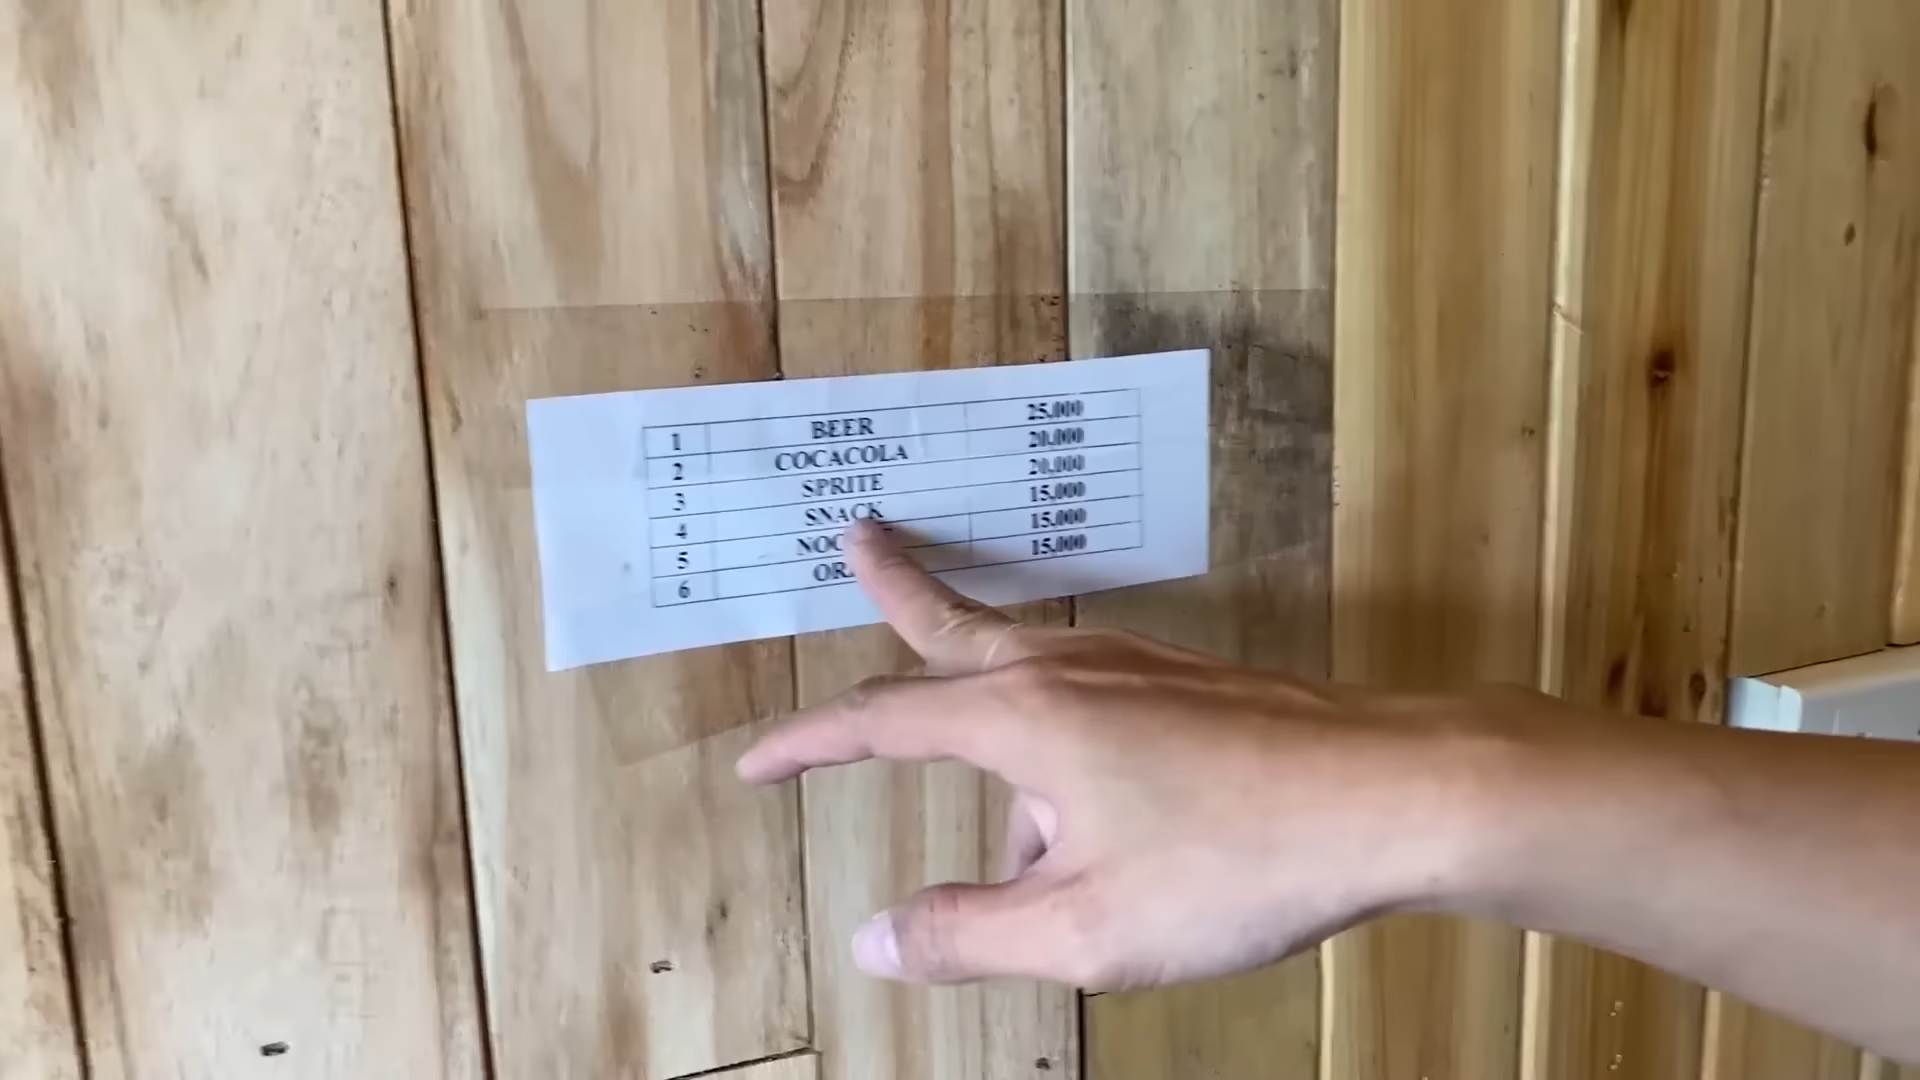 1 BEER 25.000
2 COCACOLA 20.000
3 SPRITE 20.000
4 SNACK 15.000
5 15.000
6 15.000